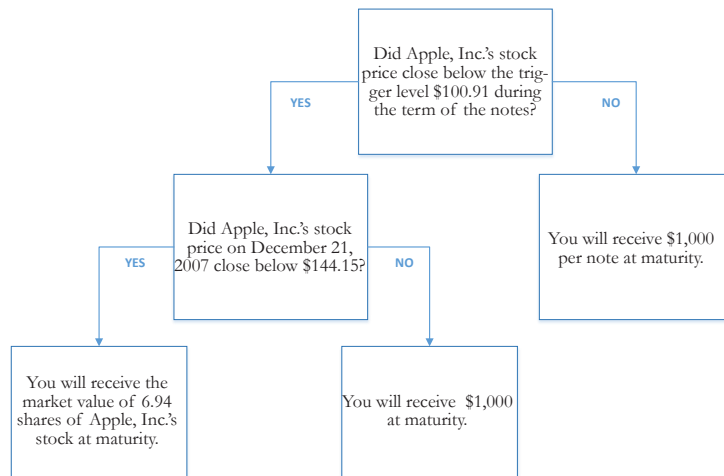 Did Apple, Inc.'s stock
price close below the trig-
ger level $100.91 during
the term of the notes?
YES
NO
Did Apple, Inc.'s stock
price on December 21,
2007 close below $144.15?
You will receive $1,000
per note at maturity.
YES
NO
You will receive the
market value of 6.94
shares of Apple, Inc.'s
stock at maturity.
You will receive $1,000
at maturity.